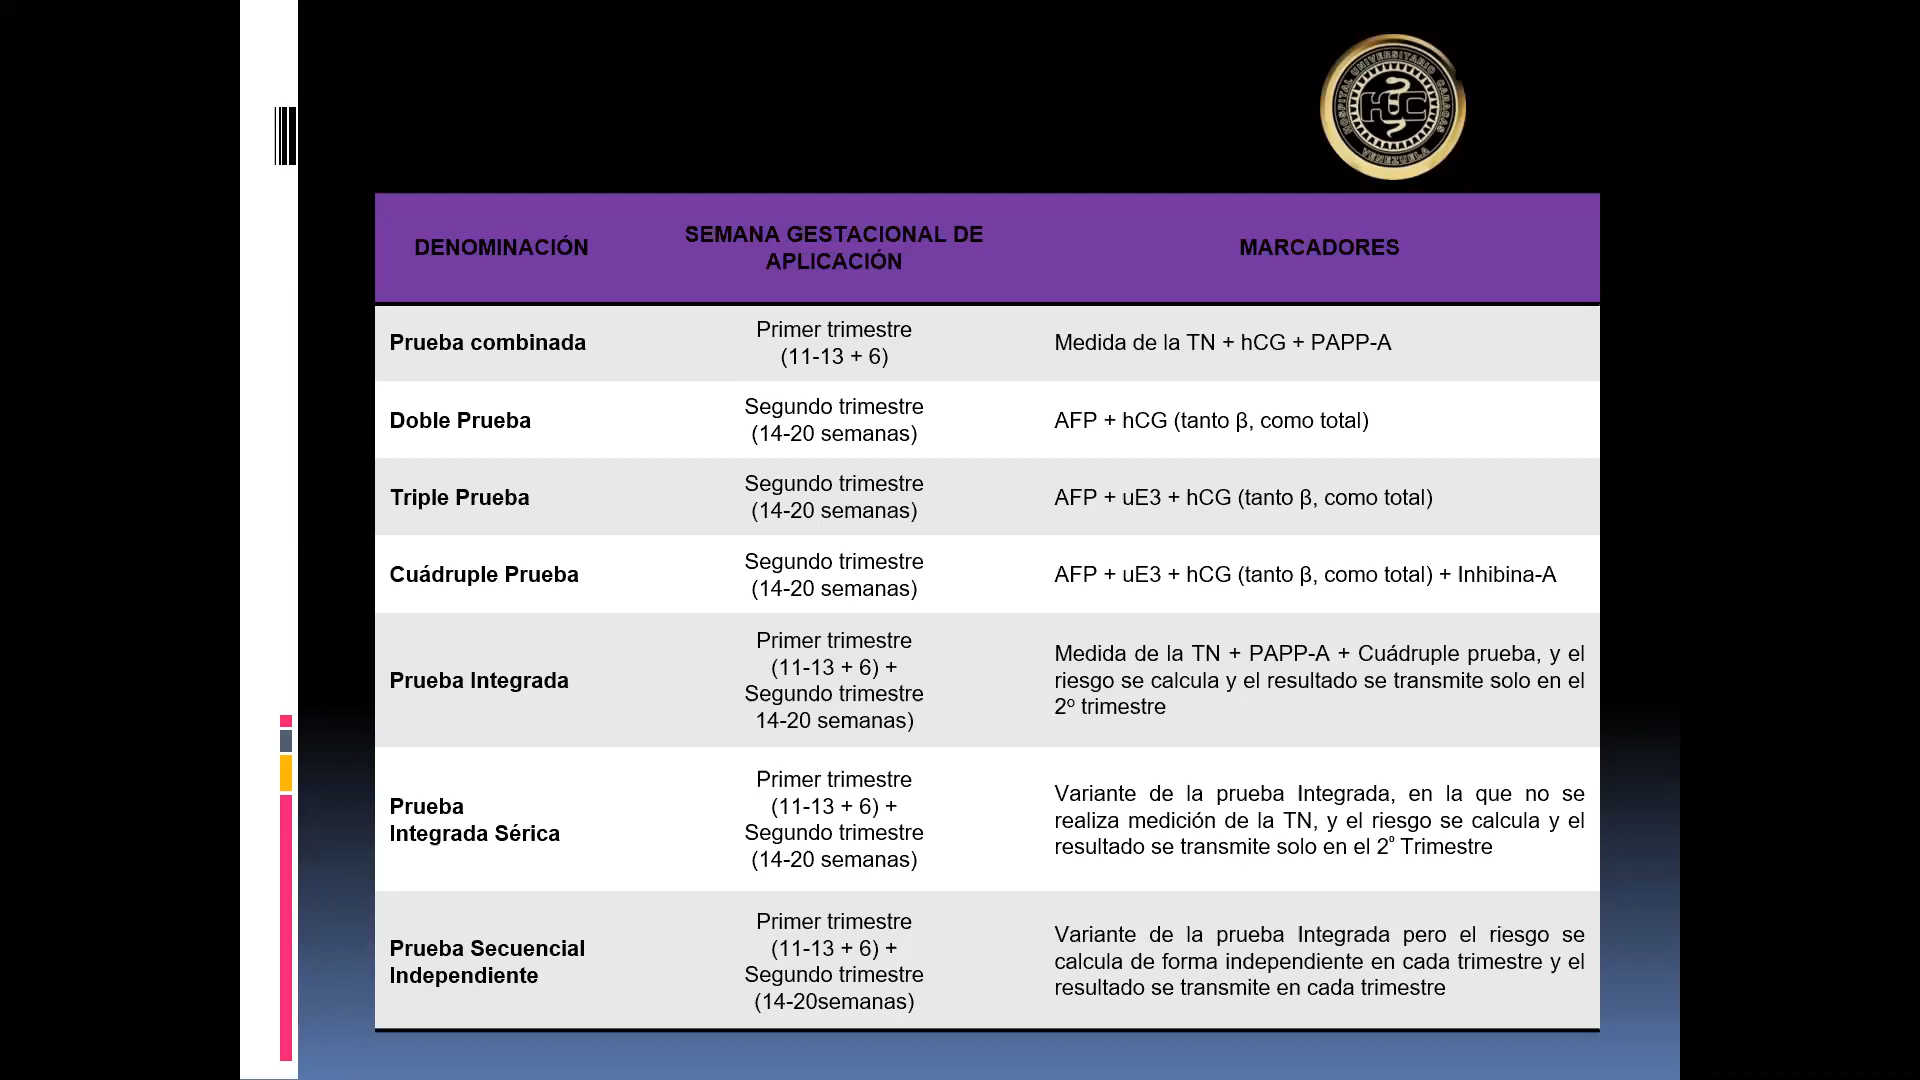 HOSPITAL UNIVERSITARIO CARACAS
HUC
VENEZUELA
DENOMINACIÓN
SEMANA GESTACIONAL DE
APLICACIÓN
MARCADORES
Prueba combinada
Primer trimestre
(11-13 + 6)
Medida de la TN + hCG + PAPP-A
Doble Prueba
Segundo trimestre
(14-20 semanas)
AFP + hCG (tanto β, como total)
Triple Prueba
Segundo trimestre
(14-20 semanas)
AFP + uE3 + hCG (tanto β, como total)
Cuádruple Prueba
Segundo trimestre
(14-20 semanas)
AFP + uE3 + hCG (tanto β, como total) + Inhibina-A
Prueba Integrada
Primer trimestre
(11-13 + 6) +
Segundo trimestre
14-20 semanas)
Medida de la TN + PAPP-A + Cuádruple prueba, y el
riesgo se calcula y el resultado se transmite solo en el
2º trimestre
Prueba
Integrada Sérica
Primer trimestre
(11-13 + 6) +
Segundo trimestre
(14-20 semanas)
Variante de la prueba Integrada, en la que no se
realiza medición de la TN, y el riesgo se calcula y el
resultado se transmite solo en el 2º Trimestre
Prueba Secuencial
Independiente
Primer trimestre
(11-13 + 6) +
Segundo trimestre
(14-20semanas)
Variante de la prueba Integrada pero el riesgo se
calcula de forma independiente en cada trimestre y el
resultado se transmite en cada trimestre